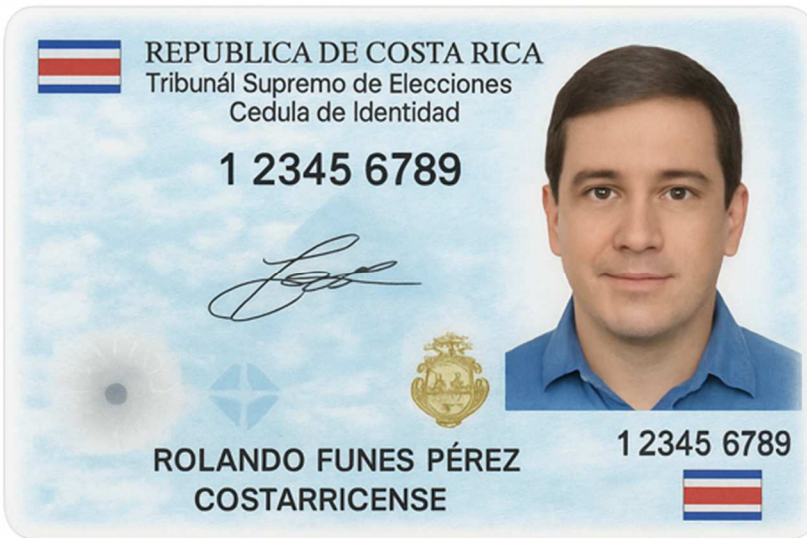 REPUBLICA DE COSTA RICA
Tribunál Supremo de Elecciones
Cedula de Identidad
1 2345 6789
ROLANDO FUNES PÉREZ
COSTARRICENSE
1 2345 6789